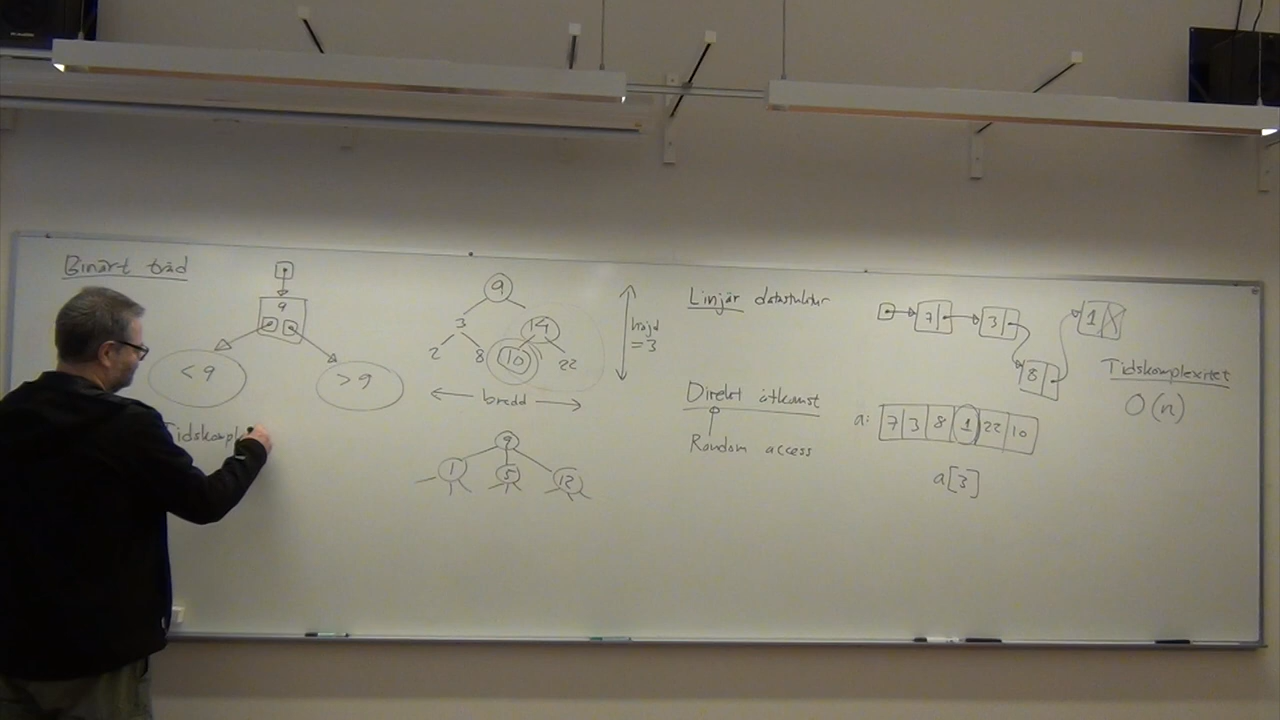 Binärt träd
9
< 9
> 9
Tidskompl
9
3
14
2
8
10
22
höjd
= 3
bredd
9
1
5
12
Linjär datastuktur
7
3
8
1
Direkt åtkomst
Random access
a: 7 3 8 1 22 10
a[3]
Tidskomplexitet
O(n)